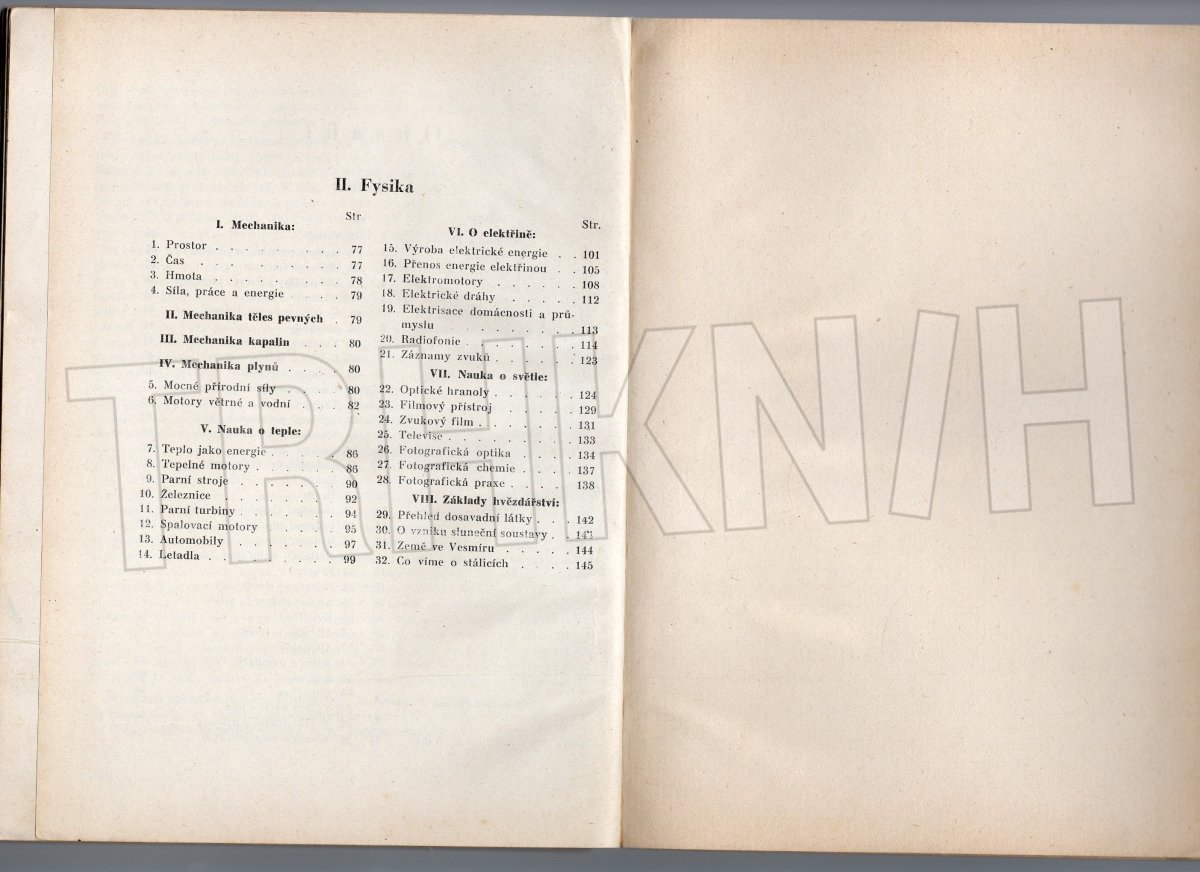 II. Fysika
Str.
I. Mechanika:
1. Prostor . . . . . . . . . 77
2. Čas . . . . . . . . . . 77
3. Hmota . . . . . . . . . 78
4. Síla, práce a energie . . . . 79
II. Mechanika těles pevných . 79
III. Mechanika kapalin . . . 80
IV. Mechanika plynů . . . . 80
5. Mocné přírodní síly . . . . 80
6. Motory větrné a vodní . . . 82
V. Nauka o teple:
7. Teplo jako energie . . . . . 86
8. Tepelné motory . . . . . . 86
9. Parní stroje . . . . . . . 90
10. Železnice . . . . . . . . 92
11. Parní turbiny . . . . . . . 94
12. Spalovací motory . . . . . 95
13. Automobily . . . . . . . 97
14. Letadla . . . . . . . . . 99
Str.
VI. O elektřině:
15. Výroba elektrické energie . . 101
16. Přenos energie elektřinou . . 105
17. Elektromotory . . . . . . 108
18. Elektrické dráhy . . . . . 112
19. Elektrisace domácnosti a prů-
myslu . . . . . . . . . 113
20. Radiofonie . . . . . . . . 114
21. Záznamy zvuků . . . . . . 123
VII. Nauka o světle:
22. Optické hranoly . . . . . . 124
23. Filmový přístroj . . . . . 129
24. Zvukový film . . . . . . . 131
25. Televise . . . . . . . . . 133
26. Fotografická optika . . . . 134
27. Fotografická chemie . . . . 137
28. Fotografická praxe . . . . . 138
VIII. Základy hvězdářství:
29. Přehled dosavadní látky . . . 142
30. O vzniku sluneční soustavy . .
31. Země ve Vesmíru . . . . . 144
32. Co víme o stálicích . . . . 145
TRHKNIH